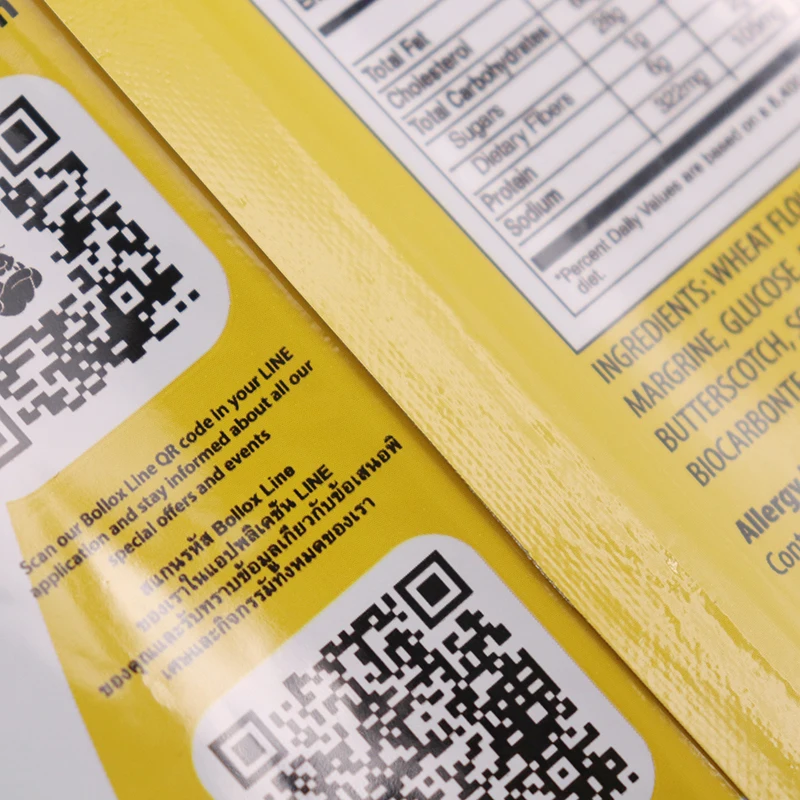 Scan our Bollox Line QR code in your LINE
application and stay informed about all our
special offers and events
สแกนรหัส Bollox Line
ของเราในแอปพลิเคชัน LINE
ของคุณและรับทราบข้อมูลเกี่ยวกับข้อเสนอพิ
เศษและกิจกรรมทั้งหมดของเรา
Total Fat
Cholesterol
Total Carbohydrates 28g
Sugars 1g
Dietary Fibers 6g
Protein 322mg 105mg
Sodium
*Percent Daily Values are based on a
diet.
INGREDIENTS: WHEAT
MARGRINE, GLUCOSE
BUTTERSCOTCH,
Allergy